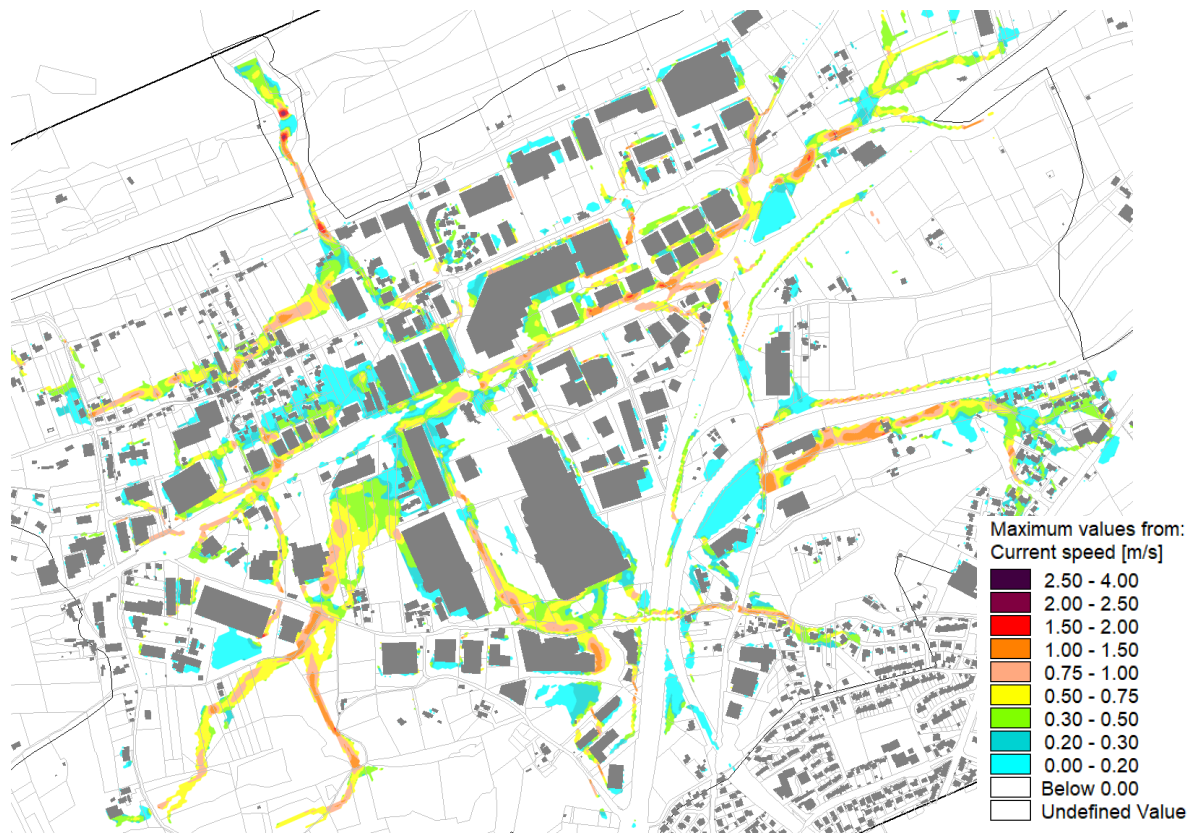 Maximum values from:
Current speed [m/s]
2.50 - 4.00
2.00 - 2.50
1.50 - 2.00
1.00 - 1.50
0.75 - 1.00
0.50 - 0.75
0.30 - 0.50
0.20 - 0.30
0.00 - 0.20
Below 0.00
Undefined Value